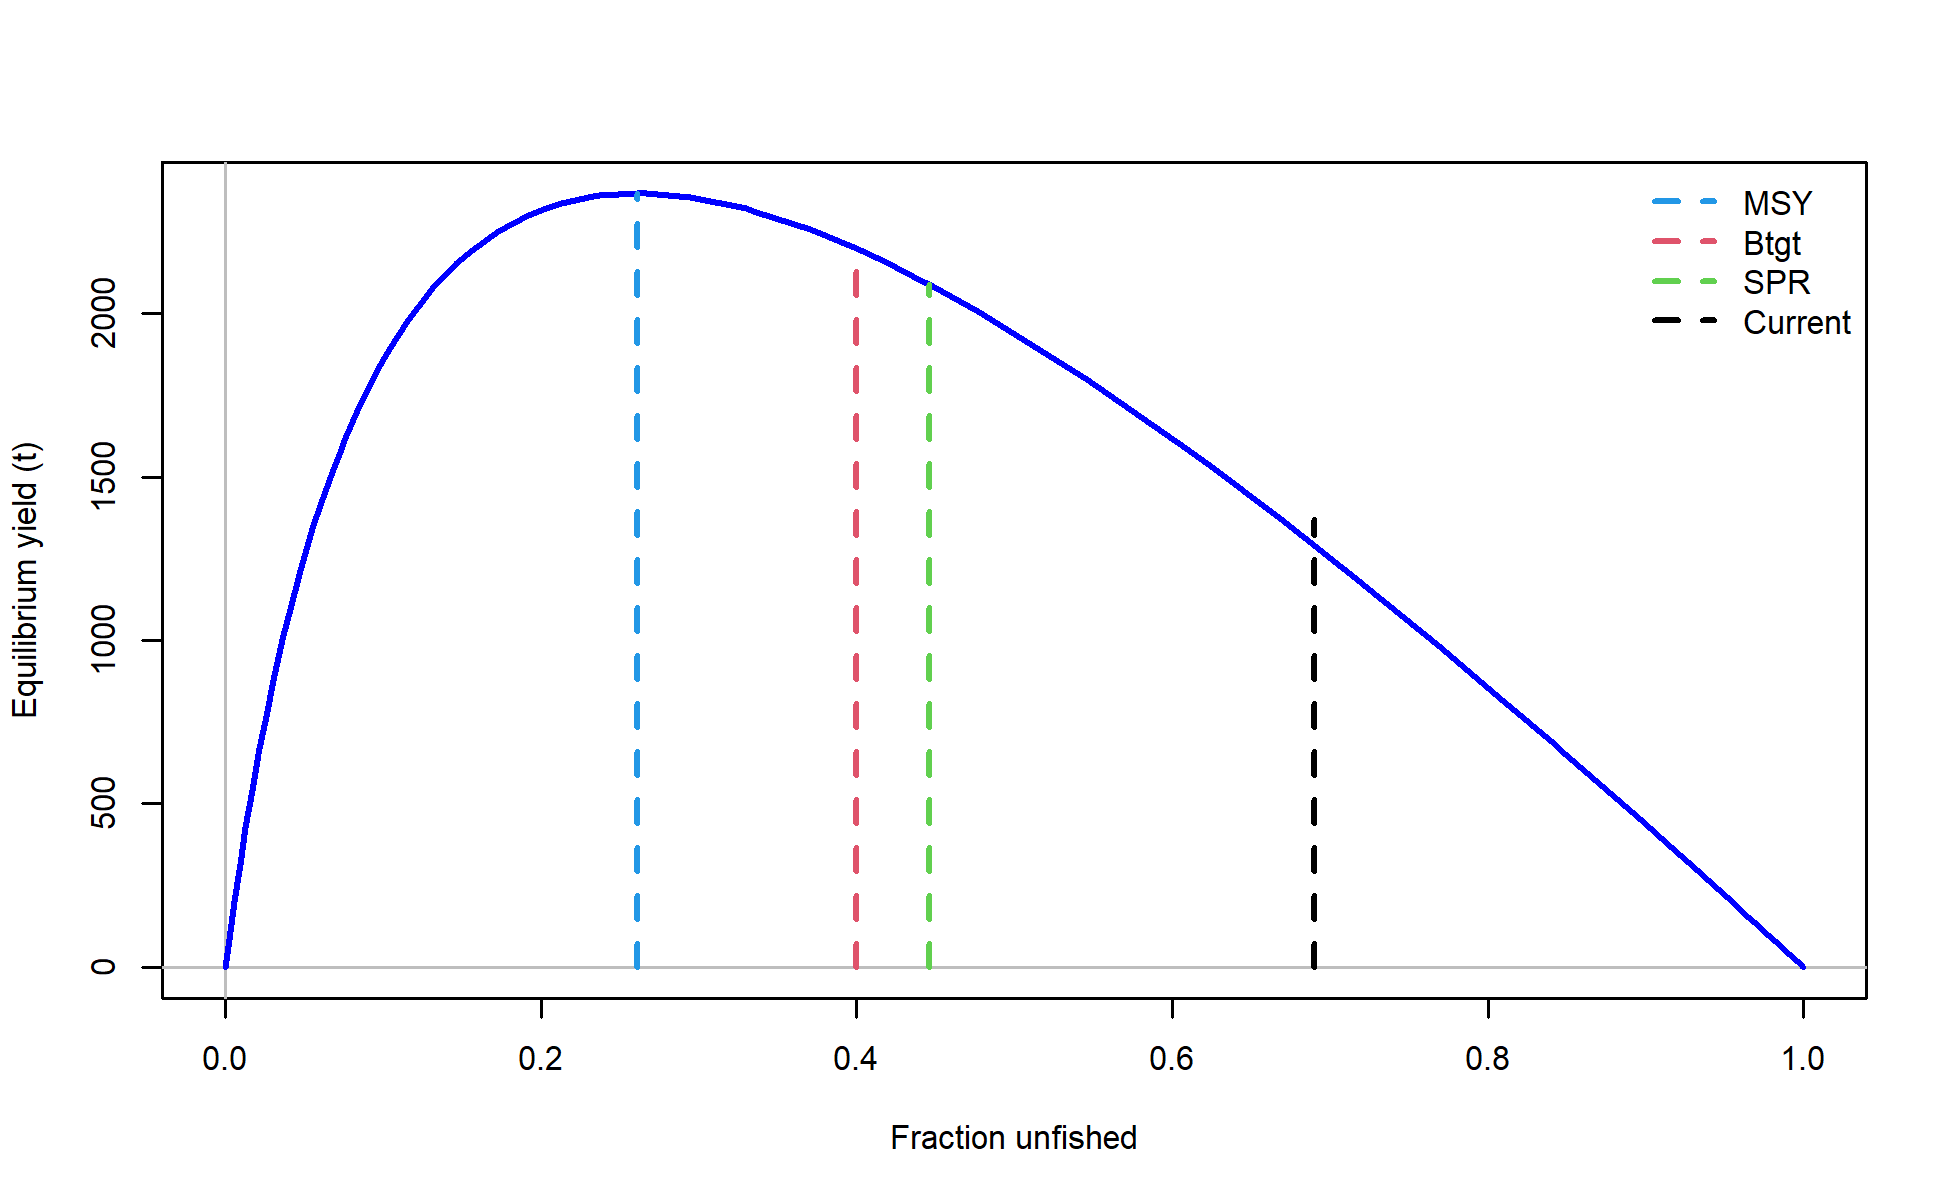 MSY
Btgt
SPR
Current
Equilibrium yield (t)
2000
1500
1000
500
0
0.0 0.2 0.4 0.6 0.8 1.0
Fraction unfished